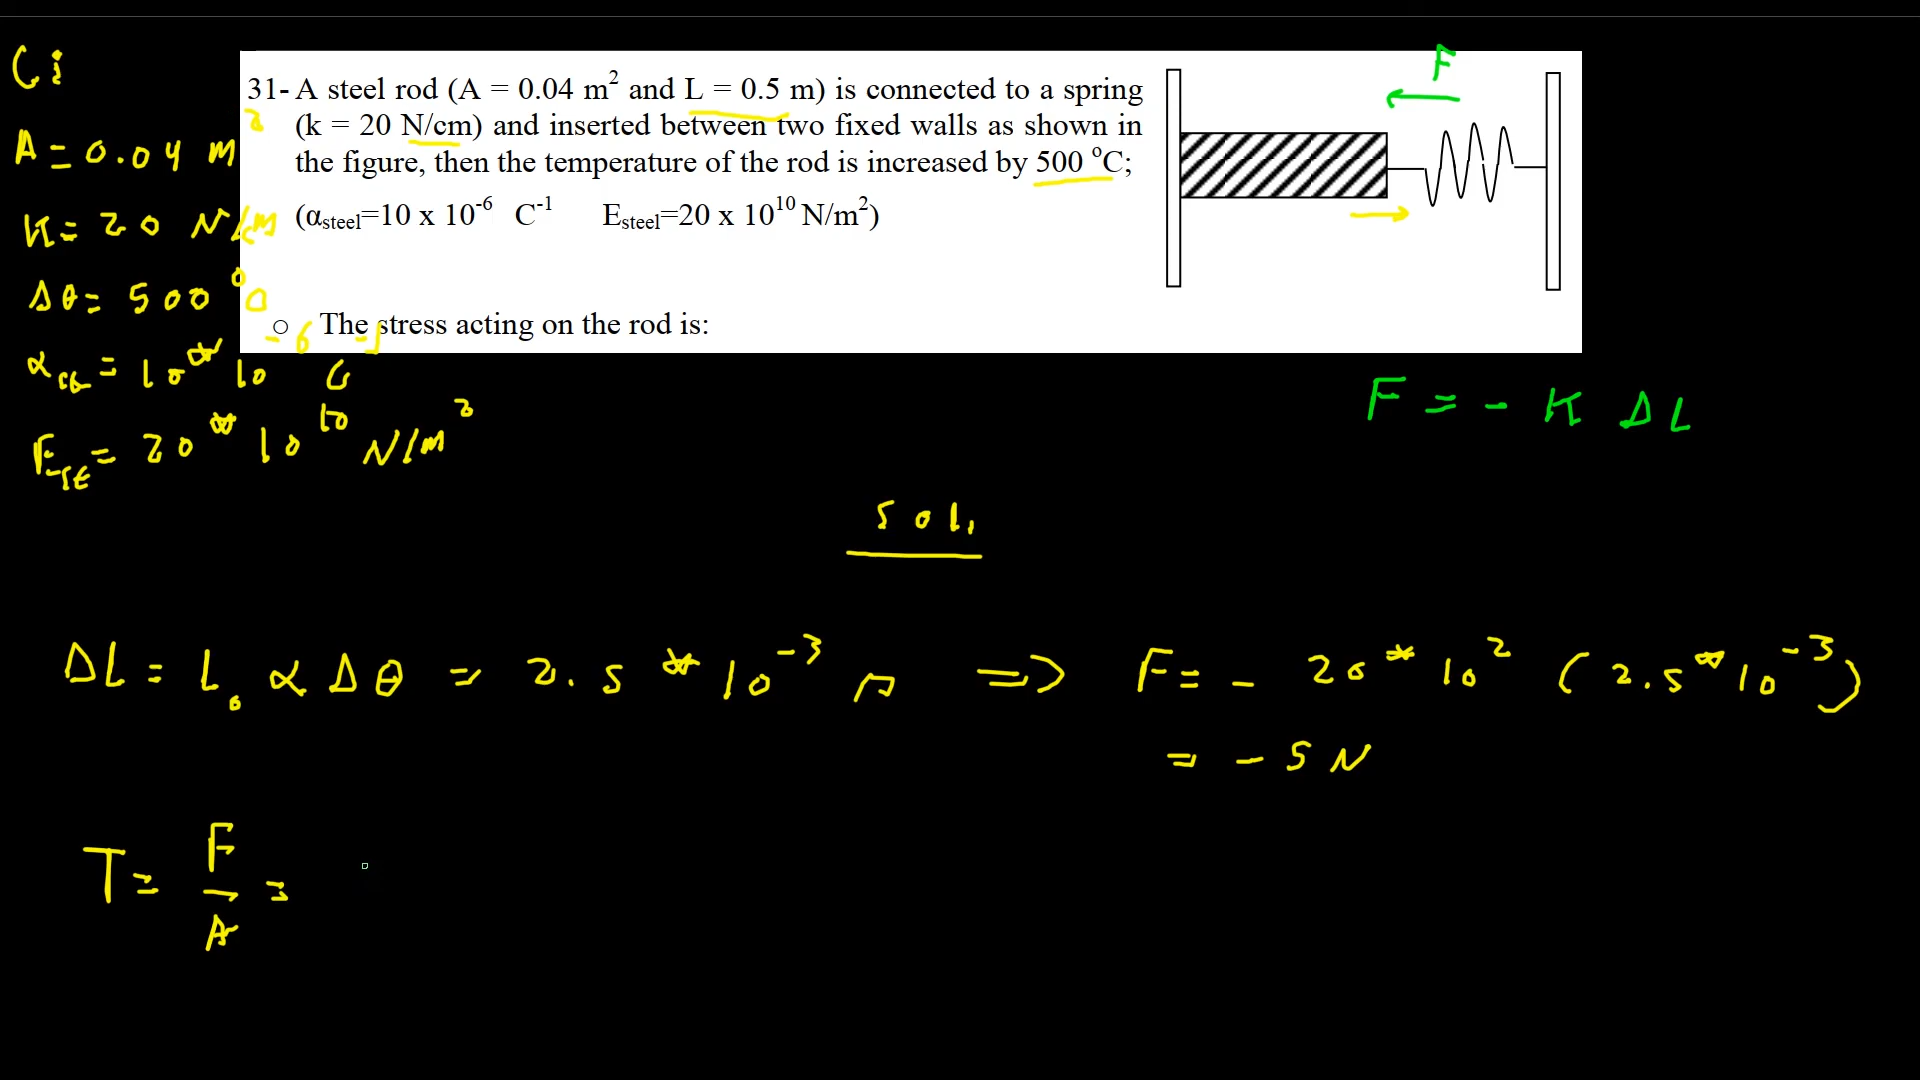 31- A steel rod (A = 0.04 m² and L = 0.5 m) is connected to a spring
(k = 20 N/cm) and inserted between two fixed walls as shown in
the figure, then the temperature of the rod is increased by 500 °C;
(αsteel=10 x 10⁻⁶ C⁻¹ Esteel=20 x 10¹⁰ N/m²)
○ The stress acting on the rod is:
F
A = 0.04 m²
K = 20 N/cm
Δθ = 500 °C
α = 10 * 10⁻⁶ C⁻¹
E = 20 * 10¹⁰ N/m²
F = - K ΔL
sol.
ΔL = L₀ α Δθ = 2.5 * 10⁻³ m => F = - 20 * 10² (2.5 * 10⁻³)
= - 5 N
T = F/A =